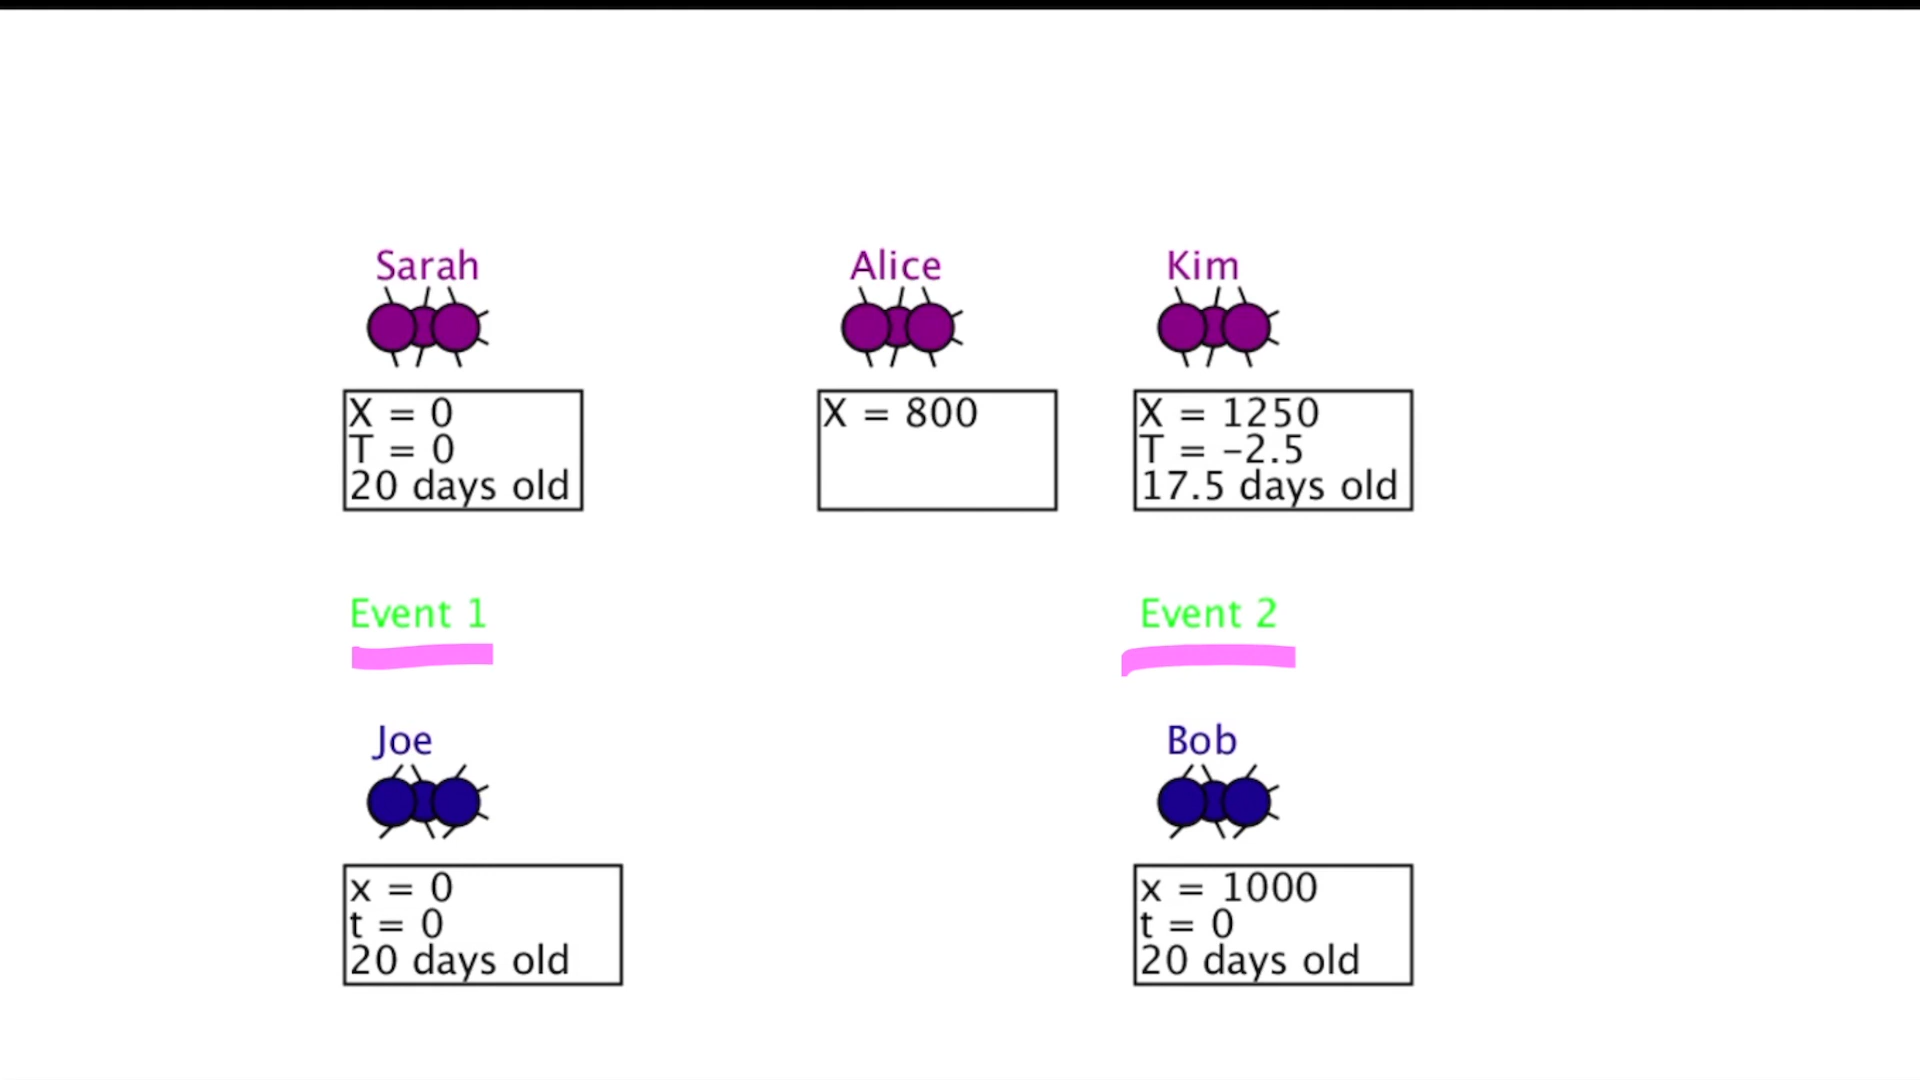 Sarah
X = 0
T = 0
20 days old
Alice
X = 800
Kim
X = 1250
T = -2.5
17.5 days old
Event 1
Event 2
Joe
x = 0
t = 0
20 days old
Bob
x = 1000
t = 0
20 days old